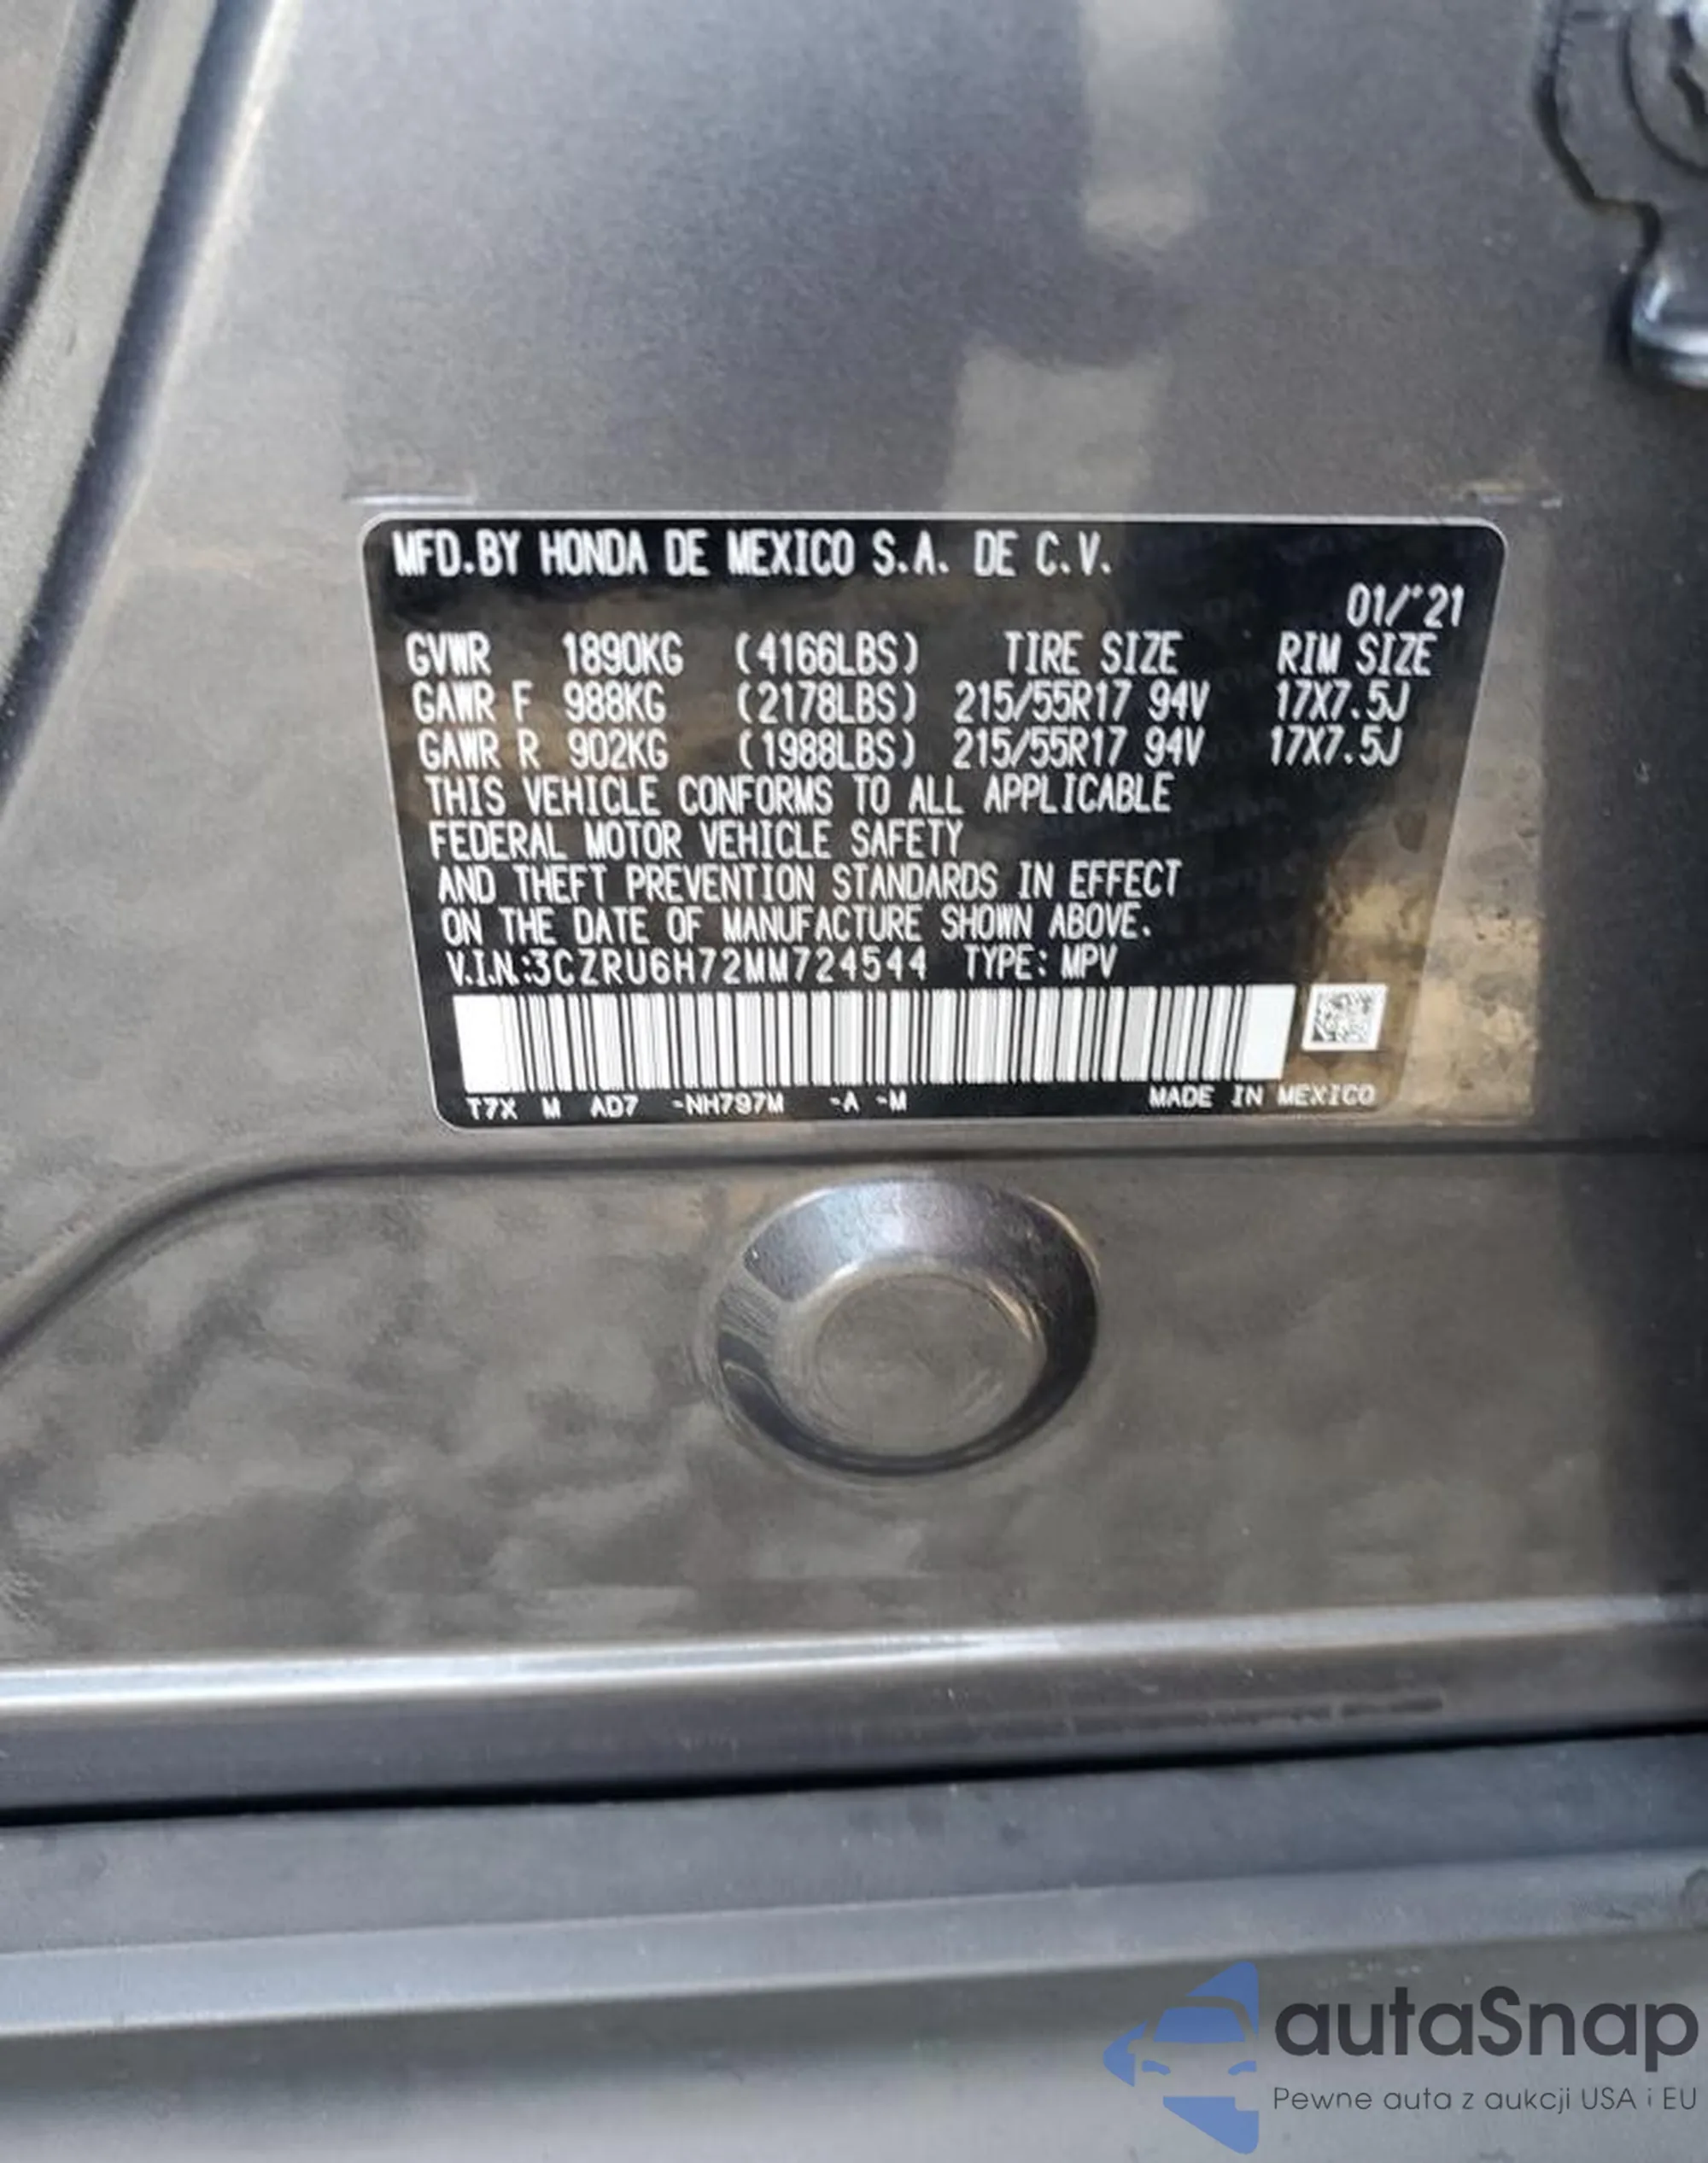 MFD.BY HONDA DE MEXICO S.A. DE C.V.
01/'21
GVWR 1890KG (4166LBS) TIRE SIZE RIM SIZE
GAWR F 988KG (2178LBS) 215/55R17 94V 17X7.5J
GAWR R 902KG (1988LBS) 215/55R17 94V 17X7.5J
THIS VEHICLE CONFORMS TO ALL APPLICABLE
FEDERAL MOTOR VEHICLE SAFETY
AND THEFT PREVENTION STANDARDS IN EFFECT
ON THE DATE OF MANUFACTURE SHOWN ABOVE.
V.I.N.:3CZRU6H72MM724544 TYPE: MPV
T7X M AD7 -NH797M -A -M MADE IN MEXICO
autaSnap
Pewne auta z aukcji USA i EU